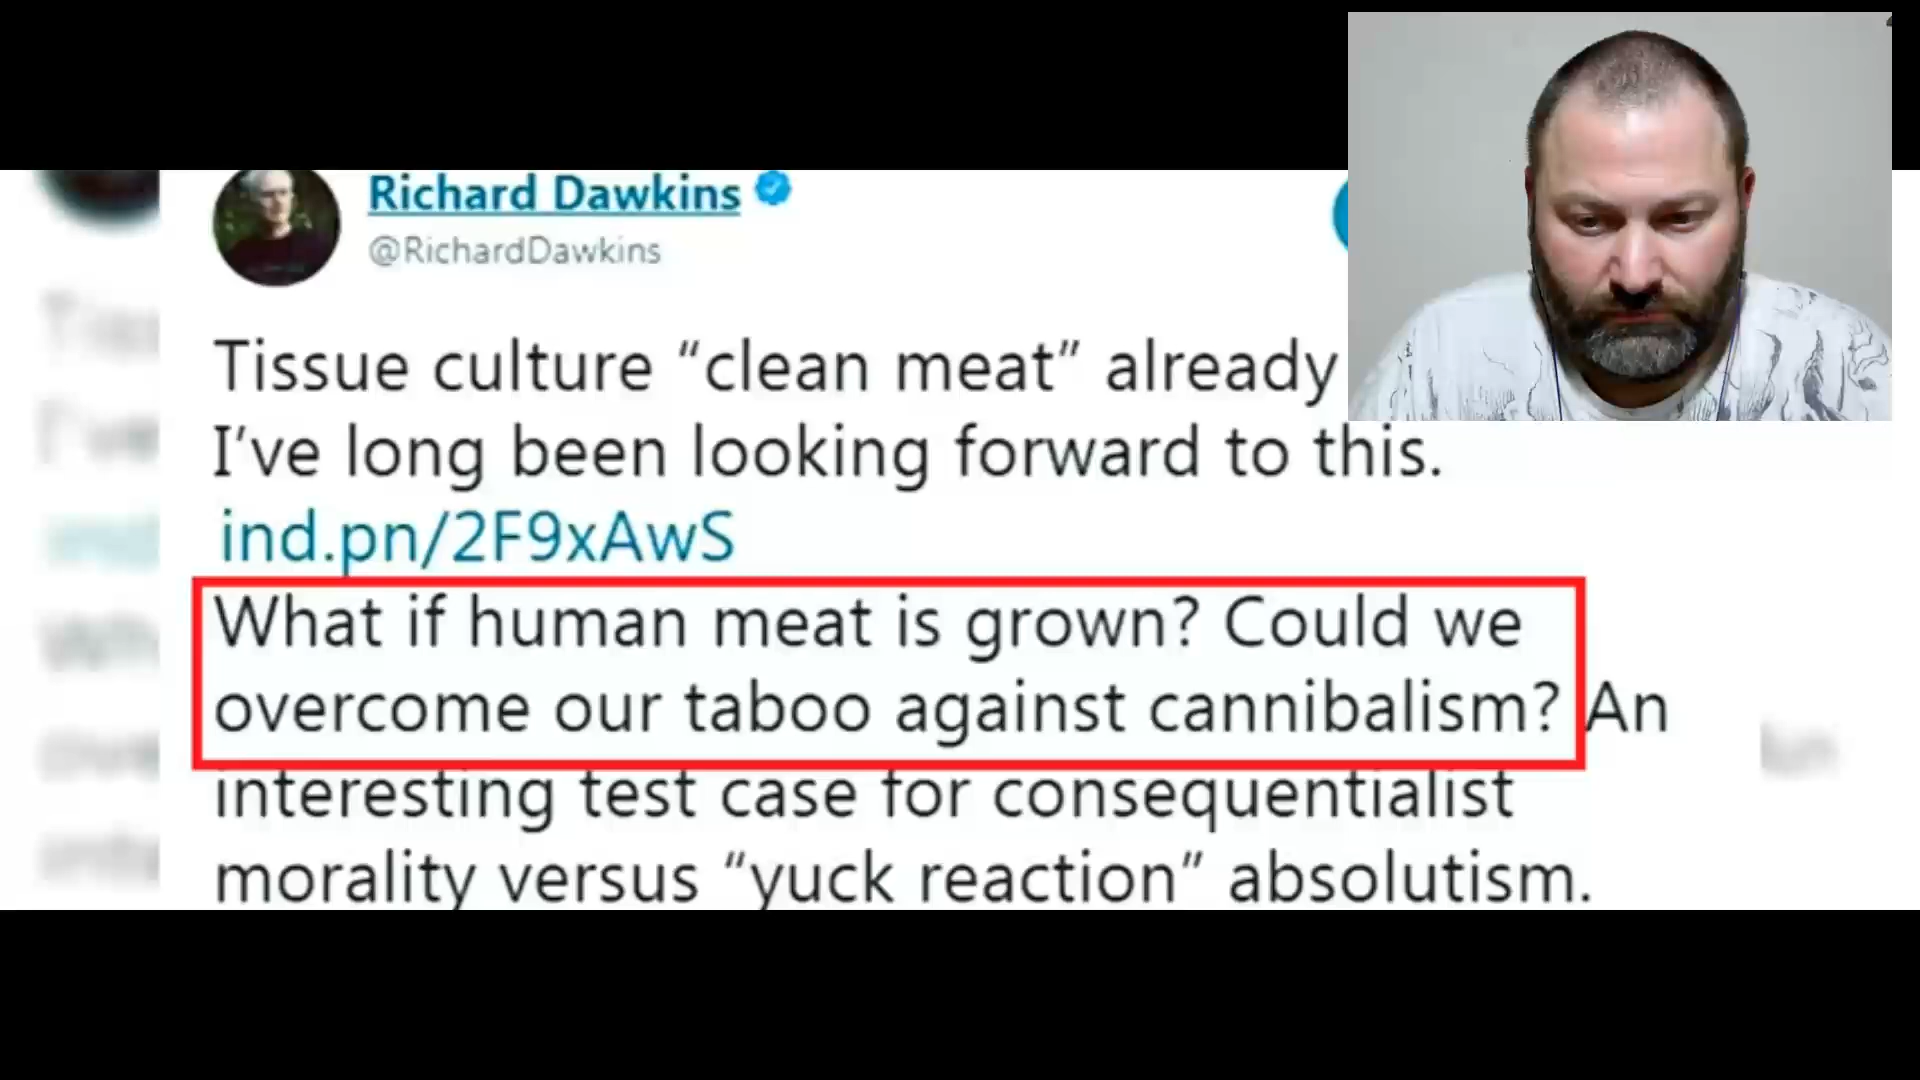 Richard Dawkins
@RichardDawkins
Tissue culture “clean meat” already
I’ve long been looking forward to this.
ind.pn/2F9xAwS
What if human meat is grown? Could we
overcome our taboo against cannibalism? An
interesting test case for consequentialist
morality versus “yuck reaction” absolutism.